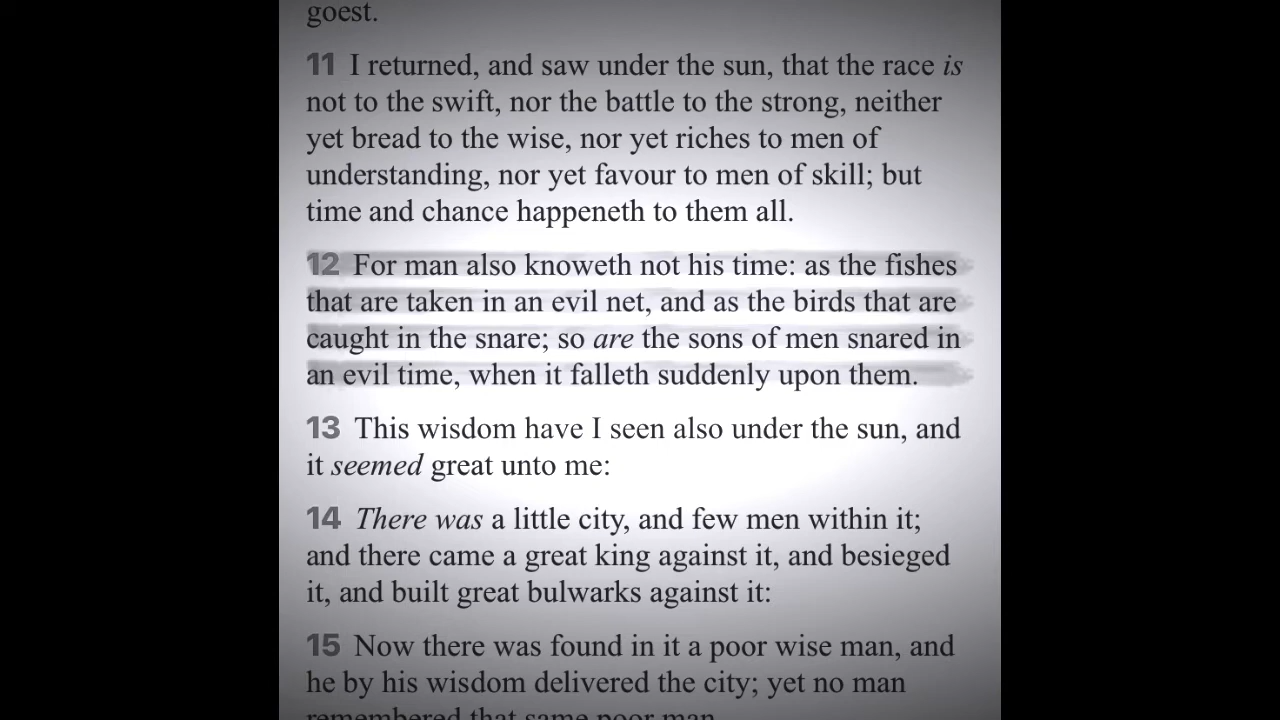 goest.
11 I returned, and saw under the sun, that the race is
not to the swift, nor the battle to the strong, neither
yet bread to the wise, nor yet riches to men of
understanding, nor yet favour to men of skill; but
time and chance happeneth to them all.
12 For man also knoweth not his time: as the fishes
that are taken in an evil net, and as the birds that are
caught in the snare; so are the sons of men snared in
an evil time, when it falleth suddenly upon them.
13 This wisdom have I seen also under the sun, and
it seemed great unto me:
14 There was a little city, and few men within it;
and there came a great king against it, and besieged
it, and built great bulwarks against it:
15 Now there was found in it a poor wise man, and
he by his wisdom delivered the city; yet no man
remembered that same poor man.